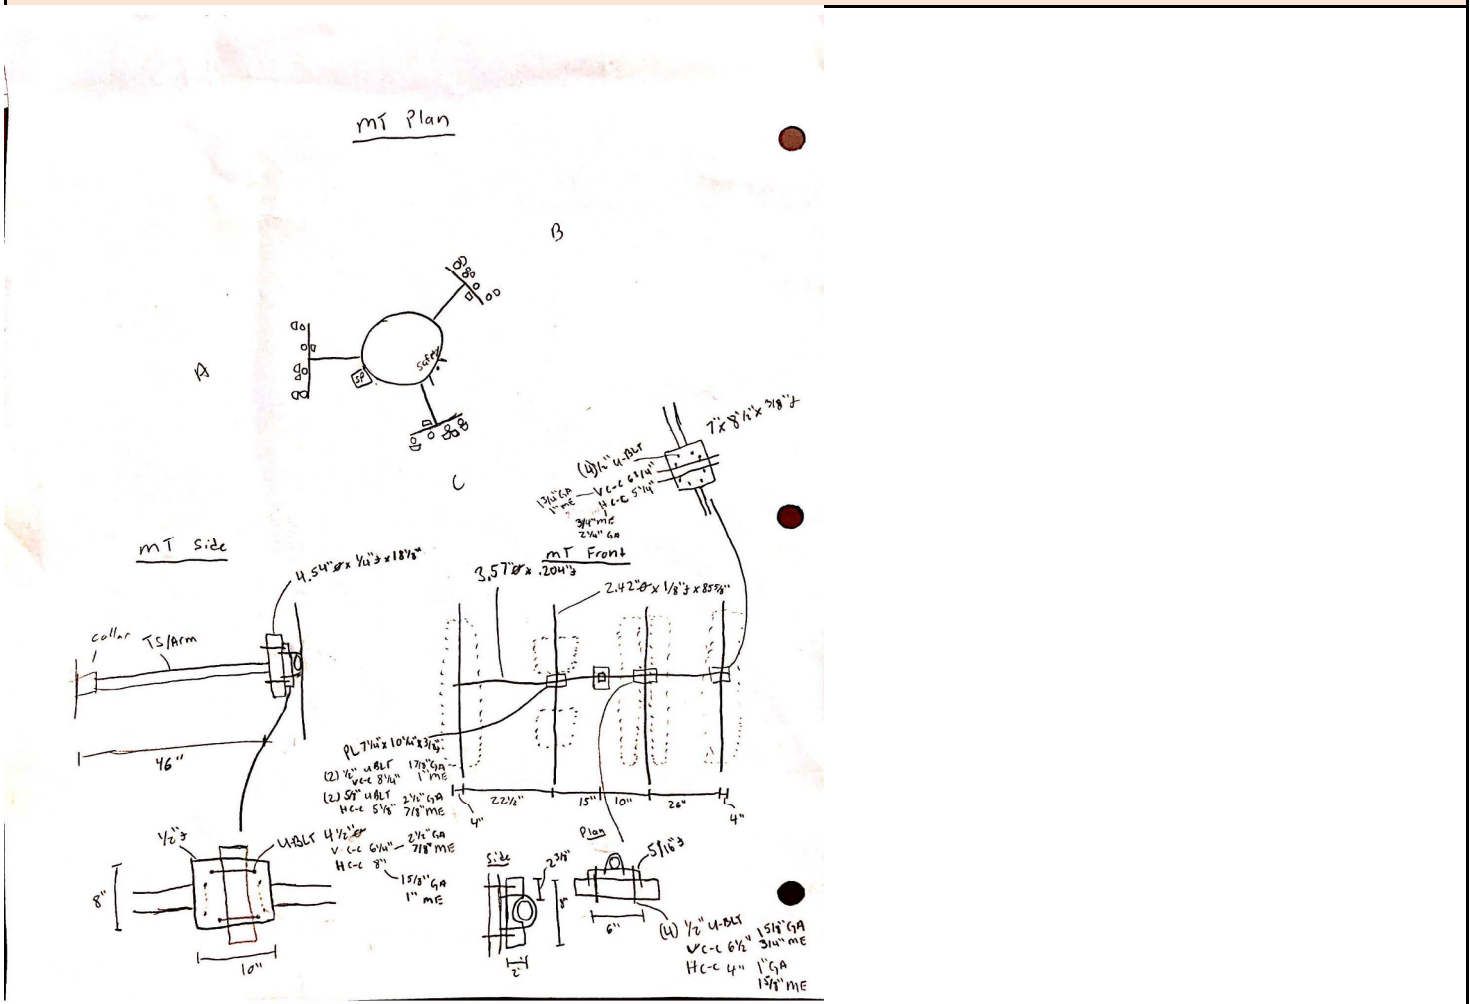 MT Plan
B
A
SP
Safety
C
7" x 8 1/2" x 3/8" t
(4) 1/2" U-BLT
V C-C 6 3/4"
1 3/4" GA
1" ME
H C-C 5 1/4"
3/4" ME
2 1/4" GA
MT Side
4.54"ø x 1/4" t x 18 1/8"
MT Front
3.57"ø x .204" t
2.42"ø x 1/8" t x 85 5/8"
collar
TS/Arm
46"
PL 7 1/4" x 10 1/4" x 3/8" t
(2) 1/2" UBLT 1 7/8" GA
V C-C 8 1/4" 1" ME
(2) 5/8" UBLT 2 1/2" GA
H C-C 5 1/8" 7/8" ME
4"
22 1/2"
15"
10"
26"
4"
1/2" t
U-BLT 4 1/2"ø
V C-C 6 1/4" 2 1/2" GA
7/8" ME
H C-C 8"
1 5/8" GA
1" ME
8"
10"
Side
2 3/8"
8"
2"
Plan
5/16" t
6"
(4) 1/2" U-BLT
V C-C 6 1/2" 1 5/8" GA
3/4" ME
H C-C 4" 1" GA
1 5/8" ME